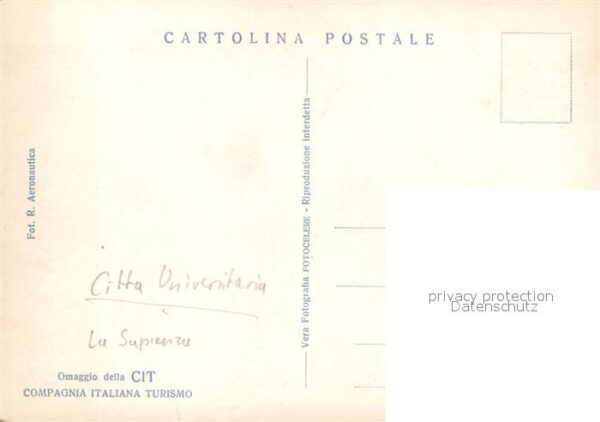 CARTOLINA POSTALE
Fot. R. Aeronautica
Vera Fotografia FOTOCELERE - Riproduzione interdetta
Citta Universitaria
La Sapienza
Omaggio della CIT
COMPAGNIA ITALIANA TURISMO
privacy protection
Datenschutz